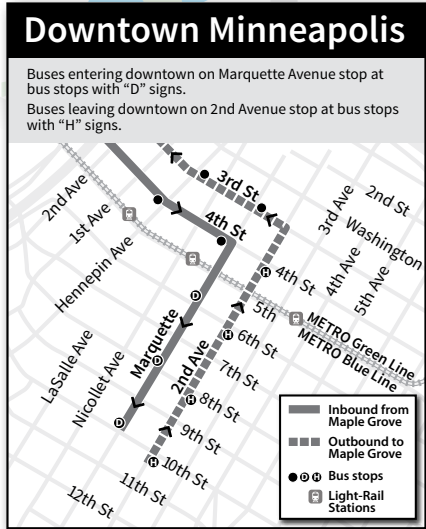 Downtown Minneapolis
Buses entering downtown on Marquette Avenue stop at
bus stops with “D” signs.
Buses leaving downtown on 2nd Avenue stop at bus stops
with “H” signs.
3rd St
2nd Ave
1st Ave
4th St
3rd Ave
2nd St
Washington
Hennepin Ave
H
4th St
4th Ave
5th Ave
D
5th
METRO Green Line
METRO Blue Line
LaSalle Ave
Nicollet Ave
Marquette
D
2nd Ave
H
6th St
7th St
H
8th St
D
9th St
H
10th St
11th St
12th St
Inbound from
Maple Grove
Outbound to
Maple Grove
D H Bus stops
Light-Rail
Stations